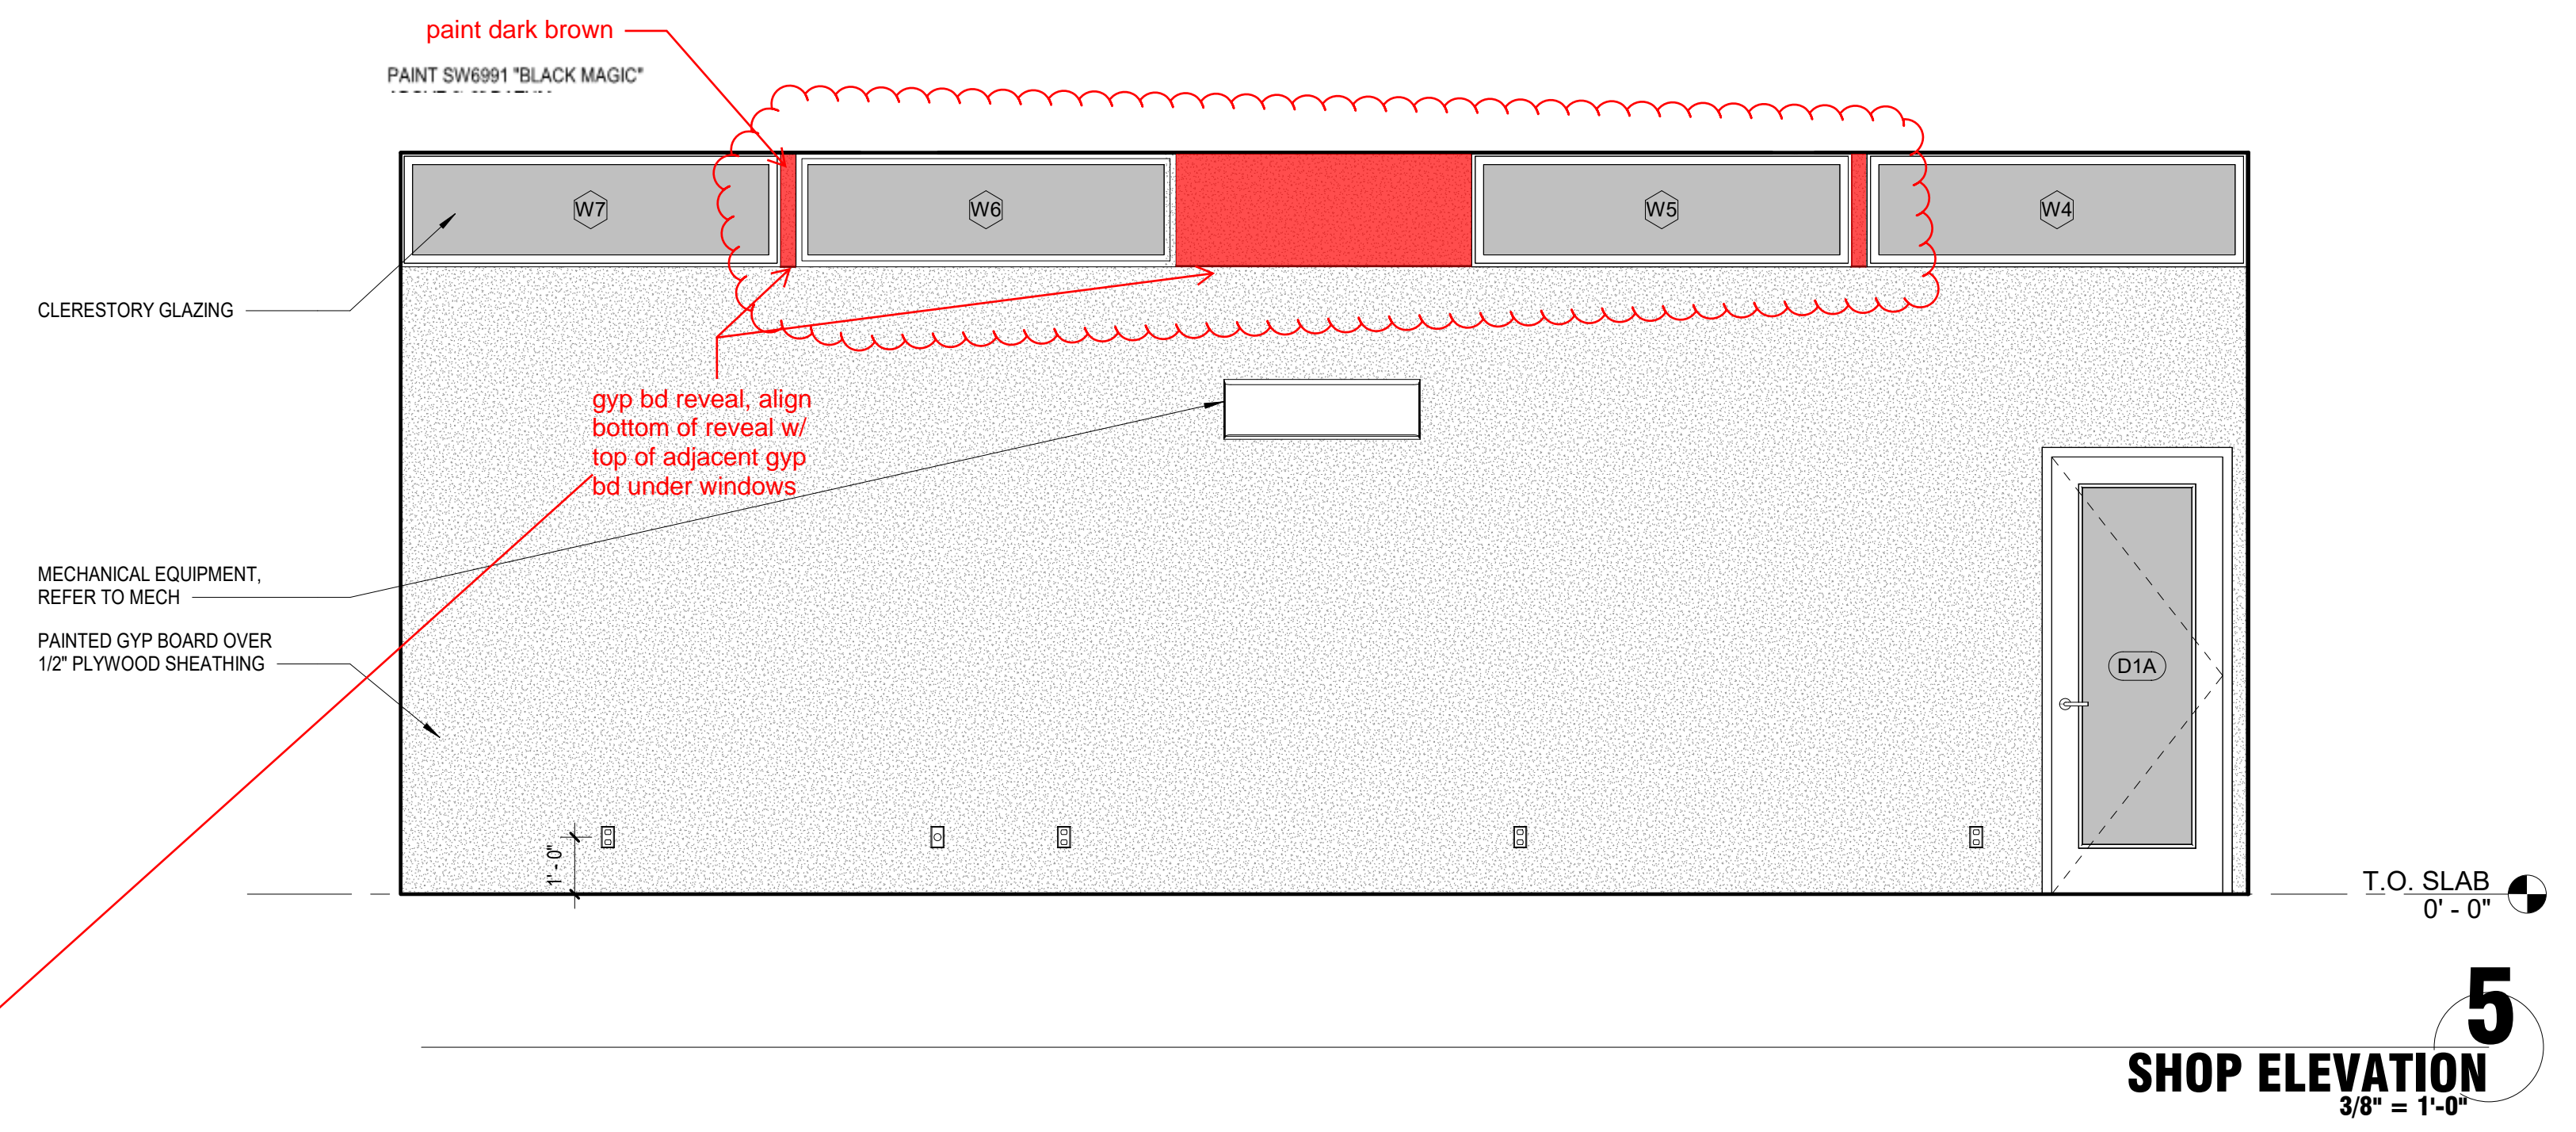 paint dark brown
PAINT SW6991 "BLACK MAGIC"
W7
W6
W5
W4
CLERESTORY GLAZING
gyp bd reveal, align
bottom of reveal w/
top of adjacent gyp
bd under windows
MECHANICAL EQUIPMENT,
REFER TO MECH
PAINTED GYP BOARD OVER
1/2" PLYWOOD SHEATHING
D1A
1' - 0"
T.O. SLAB
0' - 0"
5
SHOP ELEVATION
3/8" = 1'-0"